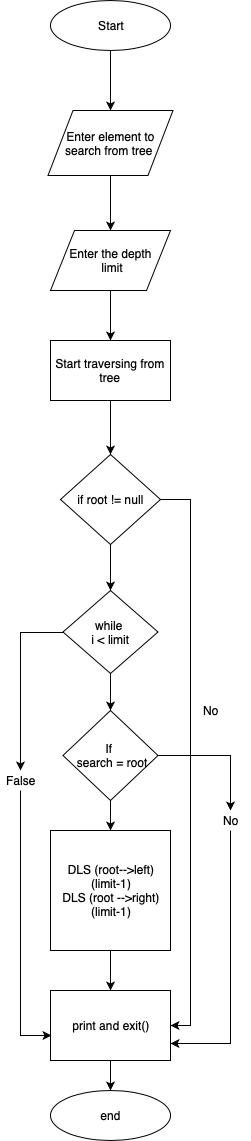 Start
Enter element to
search from tree
Enter the depth
limit
Start traversing from
tree
if root != null
while
i < limit
No
If
search = root
False
No
DLS (root-->left)
(limit-1)
DLS (root -->right)
(limit-1)
print and exit()
end